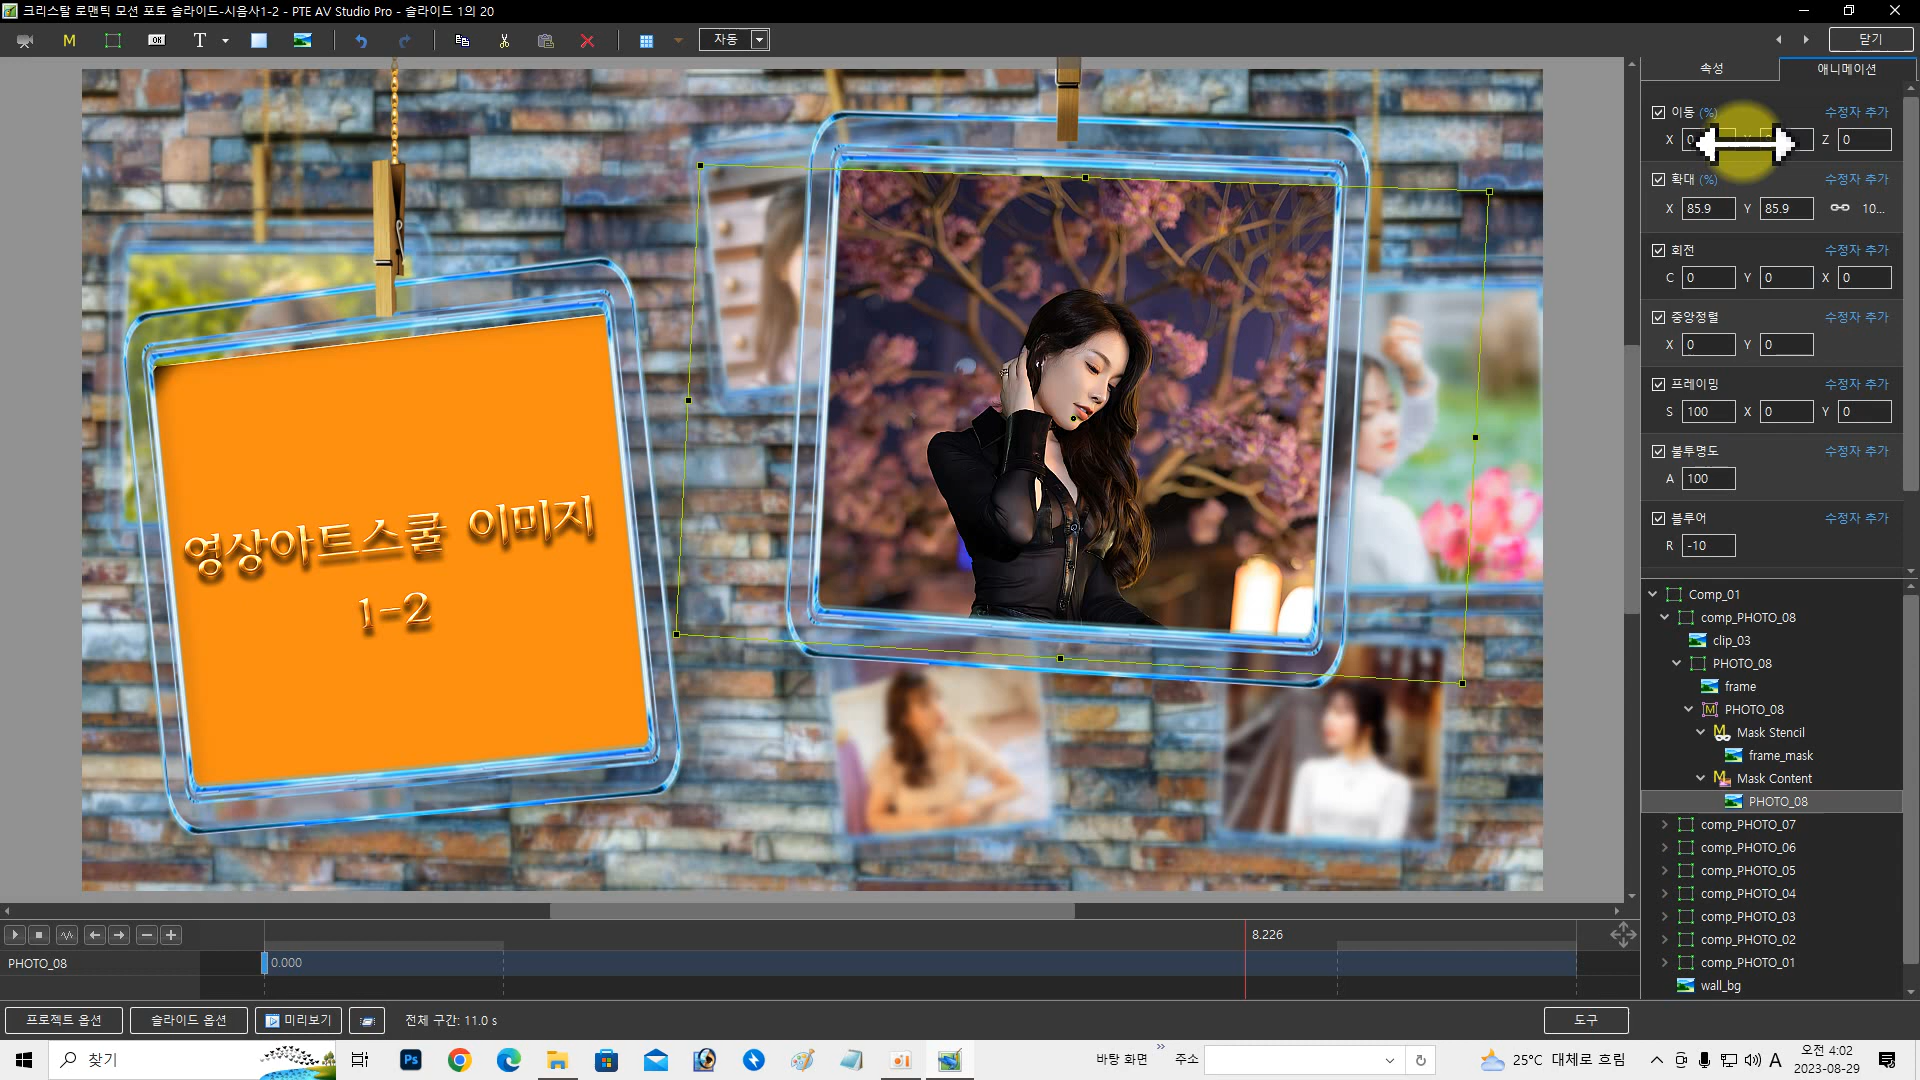 크리스탈 로맨틱 모션 포토 슬라이드-시음사1-2 - PTE AV Studio Pro - 슬라이드 1의 20
M
OK
T
자동
닫기
속성
애니메이션
이동 (%)
수정자 추가
X 0
Z 0
확대 (%)
수정자 추가
X 85.9 Y 85.9 10...
회전
수정자 추가
C 0 Y 0 X 0
중앙정렬
수정자 추가
X 0 Y 0
프레이밍
수정자 추가
S 100 X 0 Y 0
불투명도
수정자 추가
A 100
블루어
수정자 추가
R -10
영상아트스쿨 이미지
1-2
Comp_01
comp_PHOTO_08
clip_03
PHOTO_08
frame
M PHOTO_08
M Mask Stencil
frame_mask
M Mask Content
PHOTO_08
comp_PHOTO_07
comp_PHOTO_06
comp_PHOTO_05
comp_PHOTO_04
comp_PHOTO_03
comp_PHOTO_02
comp_PHOTO_01
wall_bg
8.226
PHOTO_08
0.000
프로젝트 옵션
슬라이드 옵션
미리보기
전체 구간: 11.0 s
도구
찾기
Ps
바탕 화면
주소
25°C 대체로 흐림
A
오전 4:02
2023-08-29